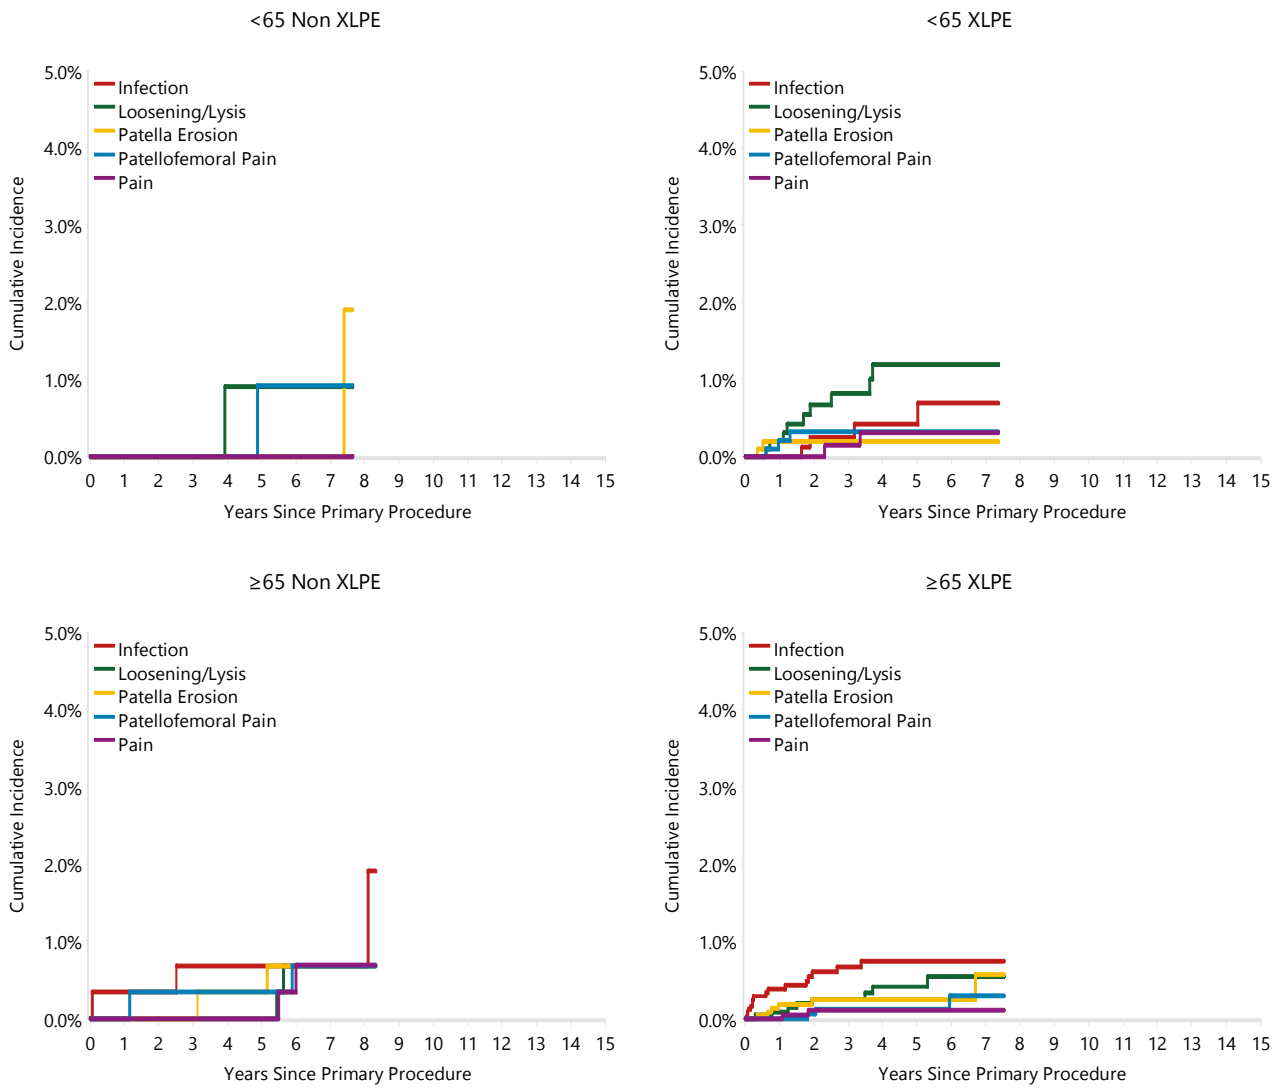 <65 Non XLPE
5.0%
4.0%
3.0%
2.0%
1.0%
0.0%
Cumulative Incidence
Infection
Loosening/Lysis
Patella Erosion
Patellofemoral Pain
Pain
0 1 2 3 4 5 6 7 8 9 10 11 12 13 14 15
Years Since Primary Procedure
<65 XLPE
5.0%
4.0%
3.0%
2.0%
1.0%
0.0%
Cumulative Incidence
Infection
Loosening/Lysis
Patella Erosion
Patellofemoral Pain
Pain
0 1 2 3 4 5 6 7 8 9 10 11 12 13 14 15
Years Since Primary Procedure
≥65 Non XLPE
5.0%
4.0%
3.0%
2.0%
1.0%
0.0%
Cumulative Incidence
Infection
Loosening/Lysis
Patella Erosion
Patellofemoral Pain
Pain
0 1 2 3 4 5 6 7 8 9 10 11 12 13 14 15
Years Since Primary Procedure
≥65 XLPE
5.0%
4.0%
3.0%
2.0%
1.0%
0.0%
Cumulative Incidence
Infection
Loosening/Lysis
Patella Erosion
Patellofemoral Pain
Pain
0 1 2 3 4 5 6 7 8 9 10 11 12 13 14 15
Years Since Primary Procedure